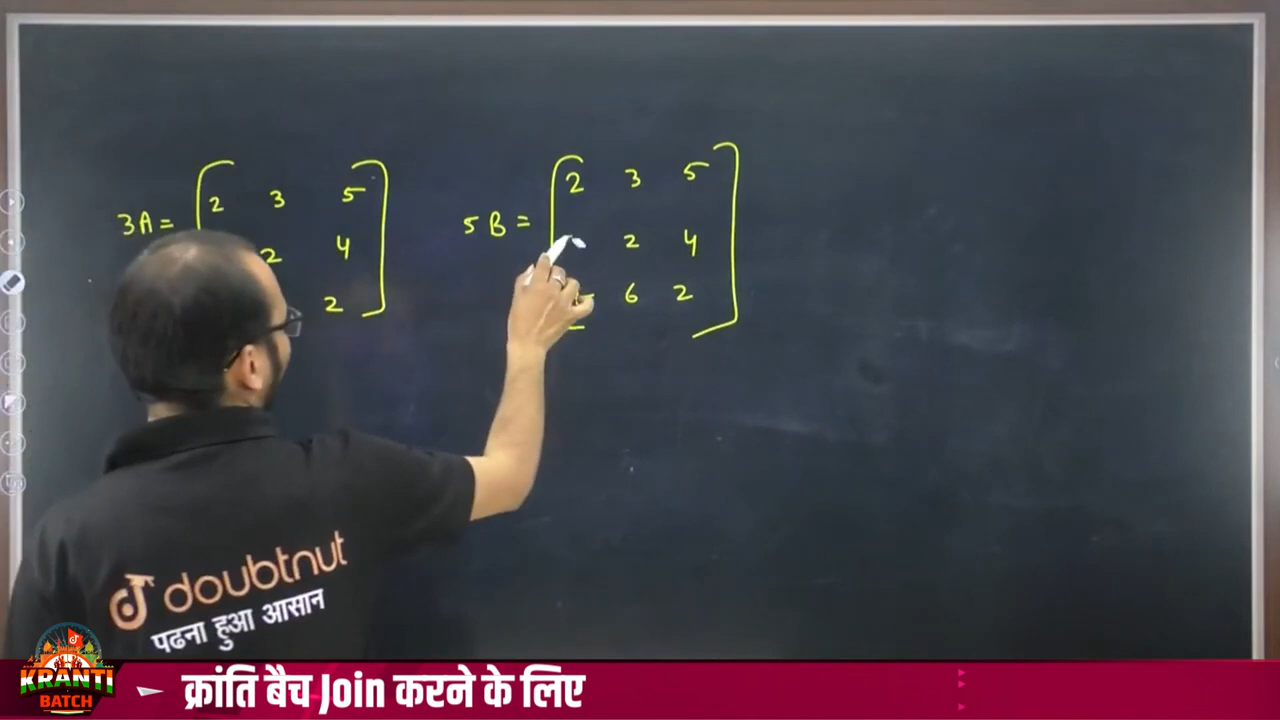 3A = 2 3 5
2 4
2
5 B = 2 3 5
2 4
6 2
doubtnut
पढना हुआ आसान
KRANTI
BATCH
क्रांति बैच Join करने के लिए